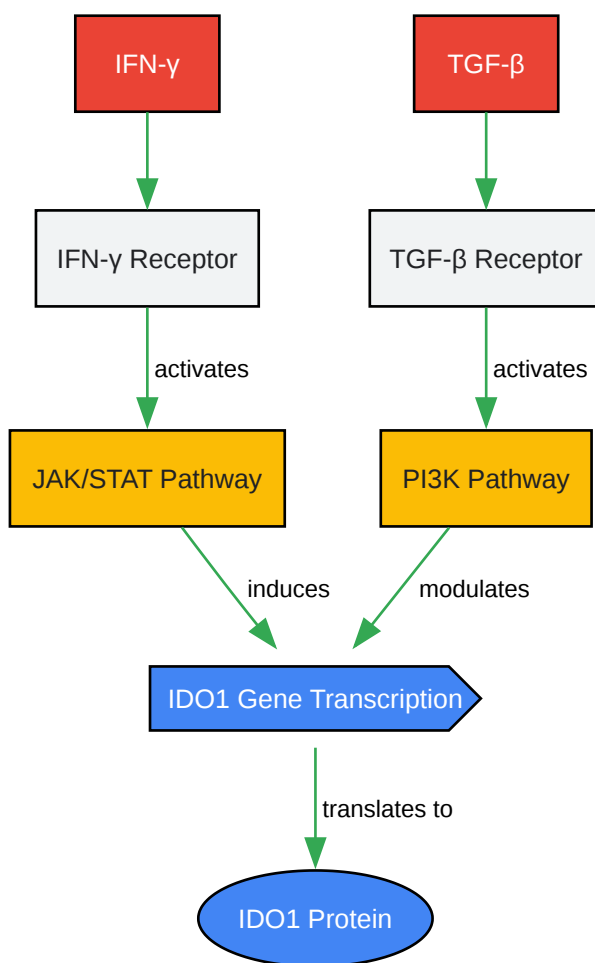 IFN-γ
TGF-β
IFN-γ Receptor
TGF-β Receptor
activates
activates
JAK/STAT Pathway
PI3K Pathway
induces
modulates
IDO1 Gene Transcription
translates to
IDO1 Protein